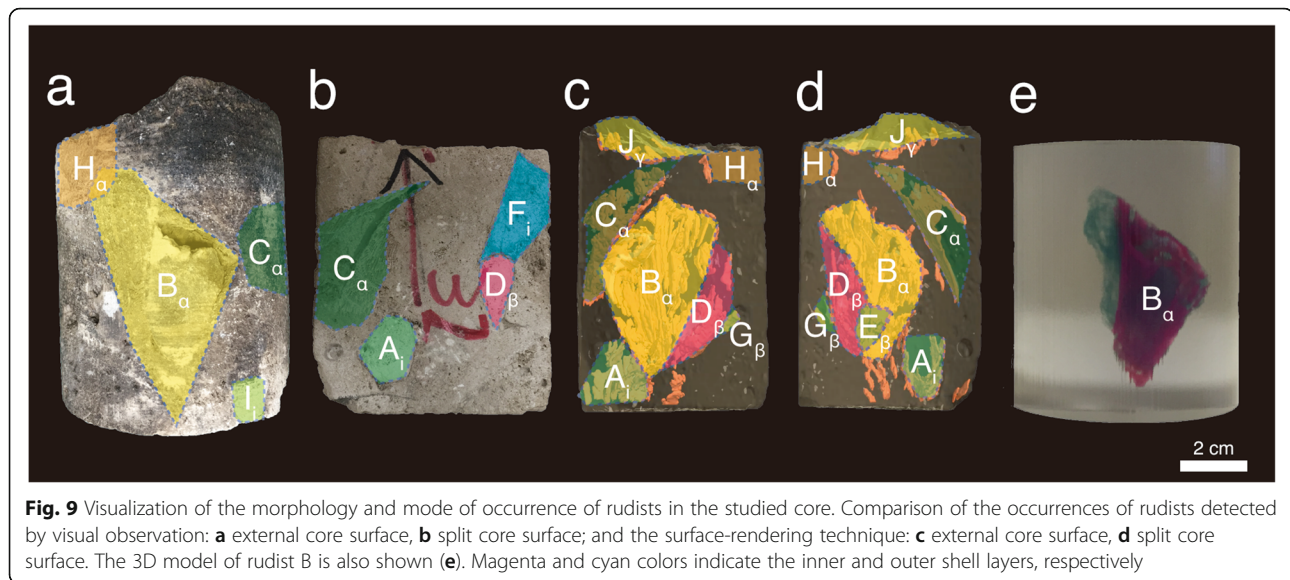 a
b
c
d
e
Hα
Bα
Cα
Ii
Cα
Ai
Fi
Dβ
Jγ
Hα
Cα
Bα
Dβ
Gβ
Ai
Jγ
Hα
Cα
Dβ
Bα
Gβ
Eβ
Ai
Bα
2 cm
Fig. 9 Visualization of the morphology and mode of occurrence of rudists in the studied core. Comparison of the occurrences of rudists detected
by visual observation: a external core surface, b split core surface; and the surface-rendering technique: c external core surface, d split core
surface. The 3D model of rudist B is also shown (e). Magenta and cyan colors indicate the inner and outer shell layers, respectively